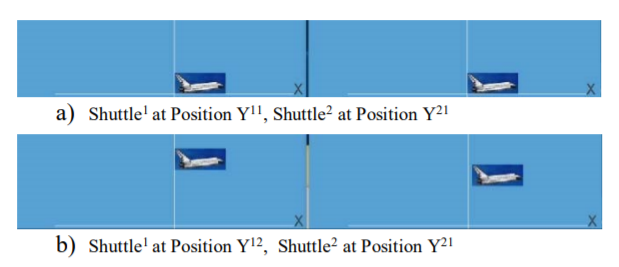 X X
a) Shuttle¹ at Position Y¹¹, Shuttle² at Position Y²¹
X X
b) Shuttle¹ at Position Y¹², Shuttle² at Position Y²¹